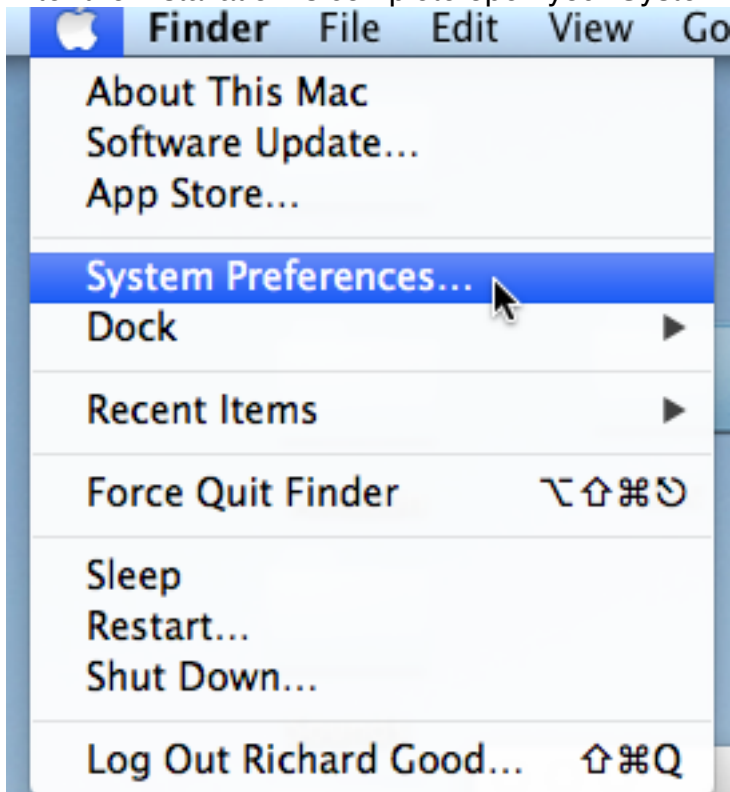 Finder File Edit View Go
About This Mac
Software Update...
App Store...
System Preferences...
Dock ▶
Recent Items ▶
Force Quit Finder ⌥⇧⌘⎋
Sleep
Restart...
Shut Down...
Log Out Richard Good... ⇧⌘Q